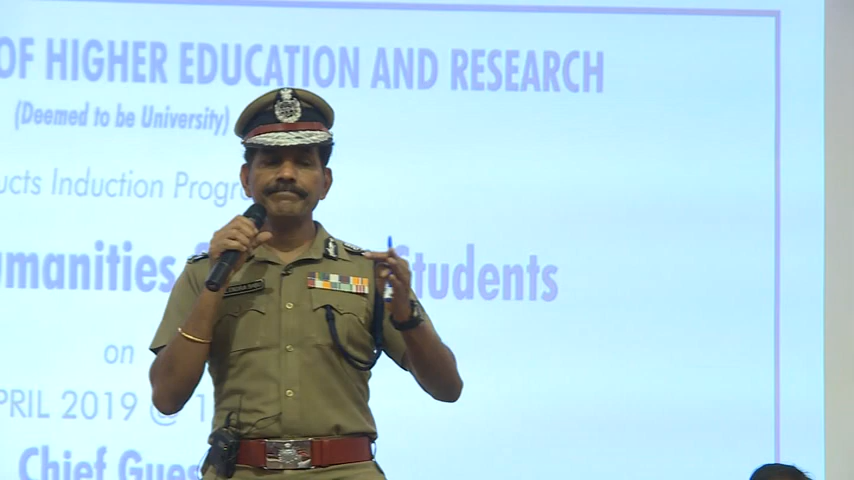 OF HIGHER EDUCATION AND RESEARCH
(Deemed to be University)
ucts Induction Progr
umanities S Students
on
PRIL 2019 @ 1
Chief Gues